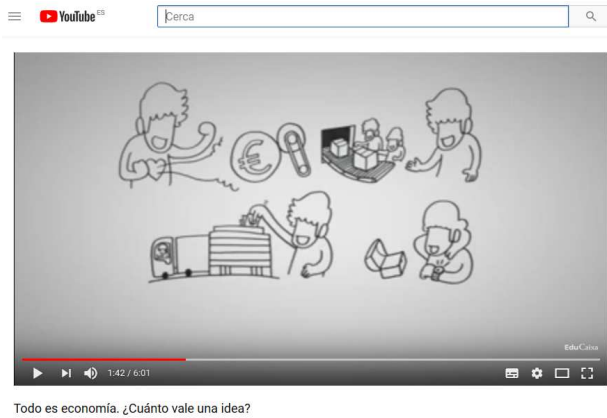 YouTube ES
Cerca
€
EduCaixa
1:42 / 6:01
Todo es economía. ¿Cuánto vale una idea?